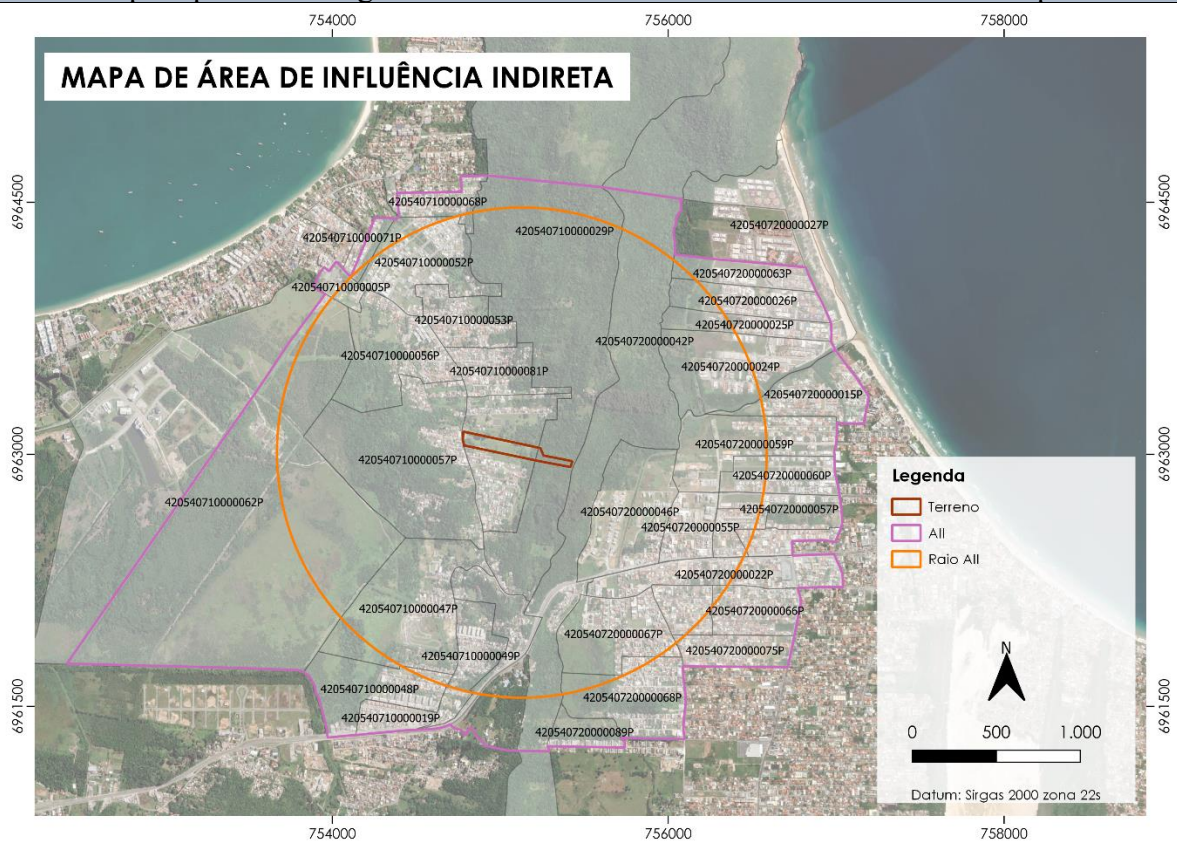 754000 756000 758000
MAPA DE ÁREA DE INFLUÊNCIA INDIRETA
6964500 6964500
420540710000068P
420540720000027P
420540710000029P
420540710000071P
420540710000052P
420540720000063P
420540710000005P
420540720000026P
420540710000053P
420540720000025P
420540720000042P
420540710000056P
420540720000024P
420540710000081P
420540720000015P
420540720000059P
6963000 6963000
420540710000057P
420540720000060P
Legenda
Terreno
AII
Raio AII
420540710000062P
420540720000046P
420540720000057P
420540720000055P
420540720000022P
420540710000047P
420540720000066P
420540720000067P
420540720000075P
420540710000049P
420540710000048P
420540720000068P
6961500 6961500
420540710000019P
420540720000089P
N
0 500 1.000
Datum: Sirgas 2000 zona 22s
754000 756000 758000